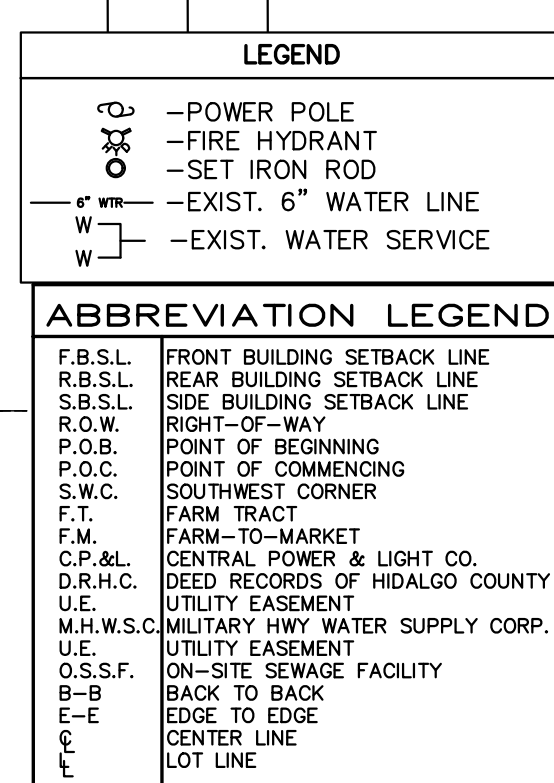 LEGEND
-POWER POLE
-FIRE HYDRANT
-SET IRON ROD
6" WTR -EXIST. 6" WATER LINE
W
-EXIST. WATER SERVICE
W
ABBREVIATION LEGEND
F.B.S.L. FRONT BUILDING SETBACK LINE
R.B.S.L. REAR BUILDING SETBACK LINE
S.B.S.L. SIDE BUILDING SETBACK LINE
R.O.W. RIGHT-OF-WAY
P.O.B. POINT OF BEGINNING
P.O.C. POINT OF COMMENCING
S.W.C. SOUTHWEST CORNER
F.T. FARM TRACT
F.M. FARM-TO-MARKET
C.P.&L. CENTRAL POWER & LIGHT CO.
D.R.H.C. DEED RECORDS OF HIDALGO COUNTY
U.E. UTILITY EASEMENT
M.H.W.S.C. MILITARY HWY WATER SUPPLY CORP.
U.E. UTILITY EASEMENT
O.S.S.F. ON-SITE SEWAGE FACILITY
B-B BACK TO BACK
E-E EDGE TO EDGE
℄ CENTER LINE
LL LOT LINE